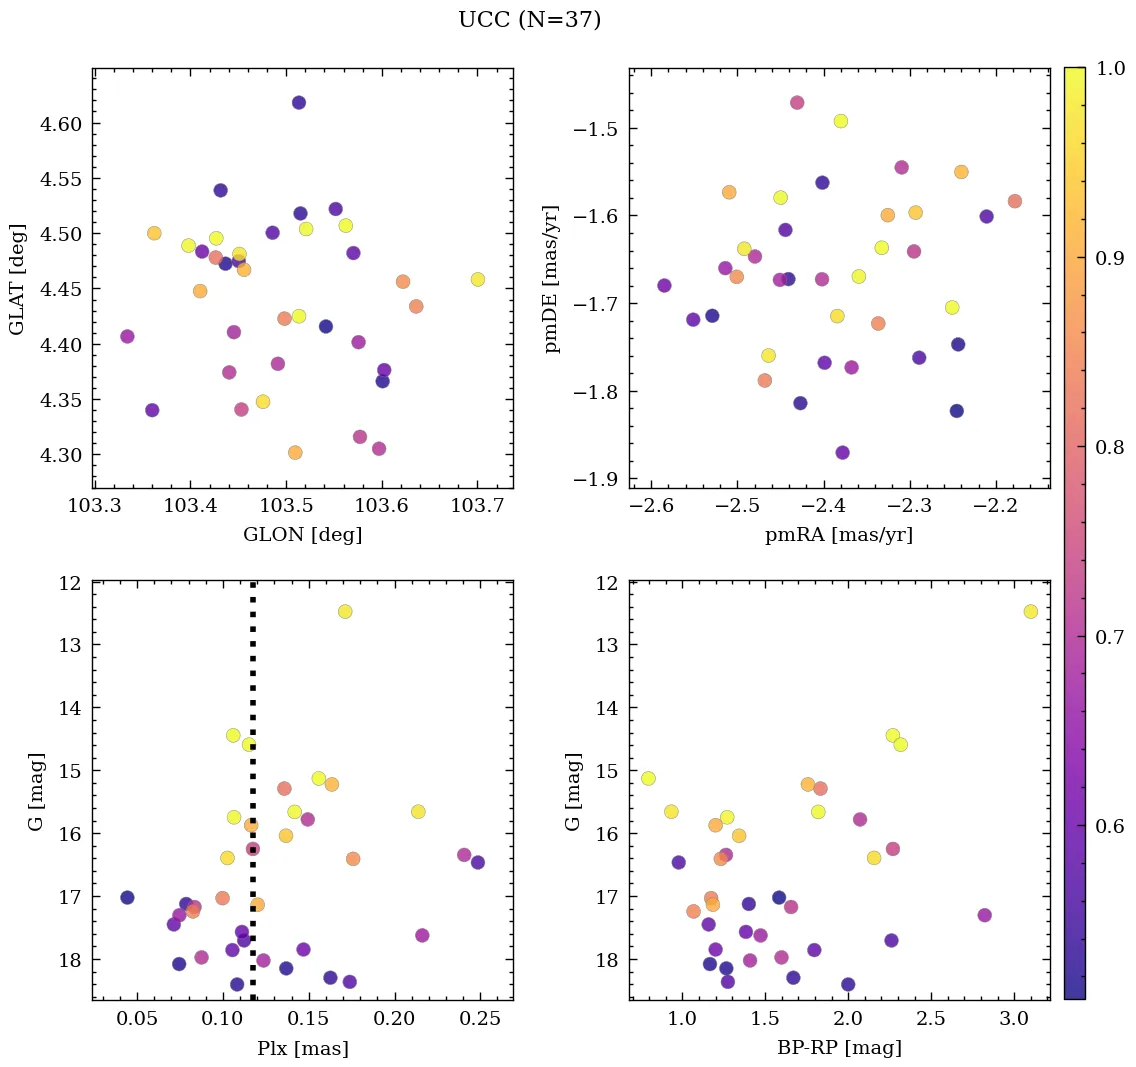 UCC (N=37)
4.60
4.55
4.50
4.45
4.40
4.35
4.30
GLAT [deg]
103.3 103.4 103.5 103.6 103.7
GLON [deg]
−1.5
−1.6
−1.7
−1.8
−1.9
pmDE [mas/yr]
−2.6 −2.5 −2.4 −2.3 −2.2
pmRA [mas/yr]
12
13
14
15
16
17
18
G [mag]
0.05 0.10 0.15 0.20 0.25
Plx [mas]
12
13
14
15
16
17
18
G [mag]
1.0 1.5 2.0 2.5 3.0
BP-RP [mag]
1.0
0.9
0.8
0.7
0.6